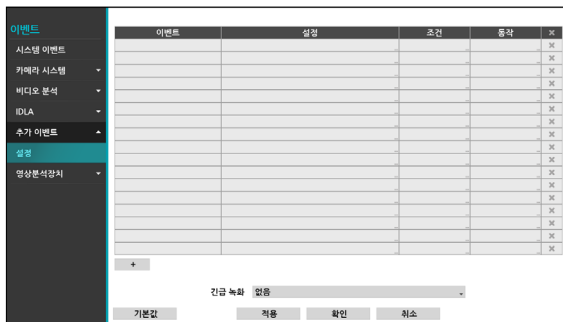 이벤트
시스템 이벤트
카메라 시스템
비디오 분석
IDLA
추가 이벤트
설정
영상분석장치
이벤트 설정 조건 동작
+
긴급 녹화 없음
기본값 적용 확인 취소